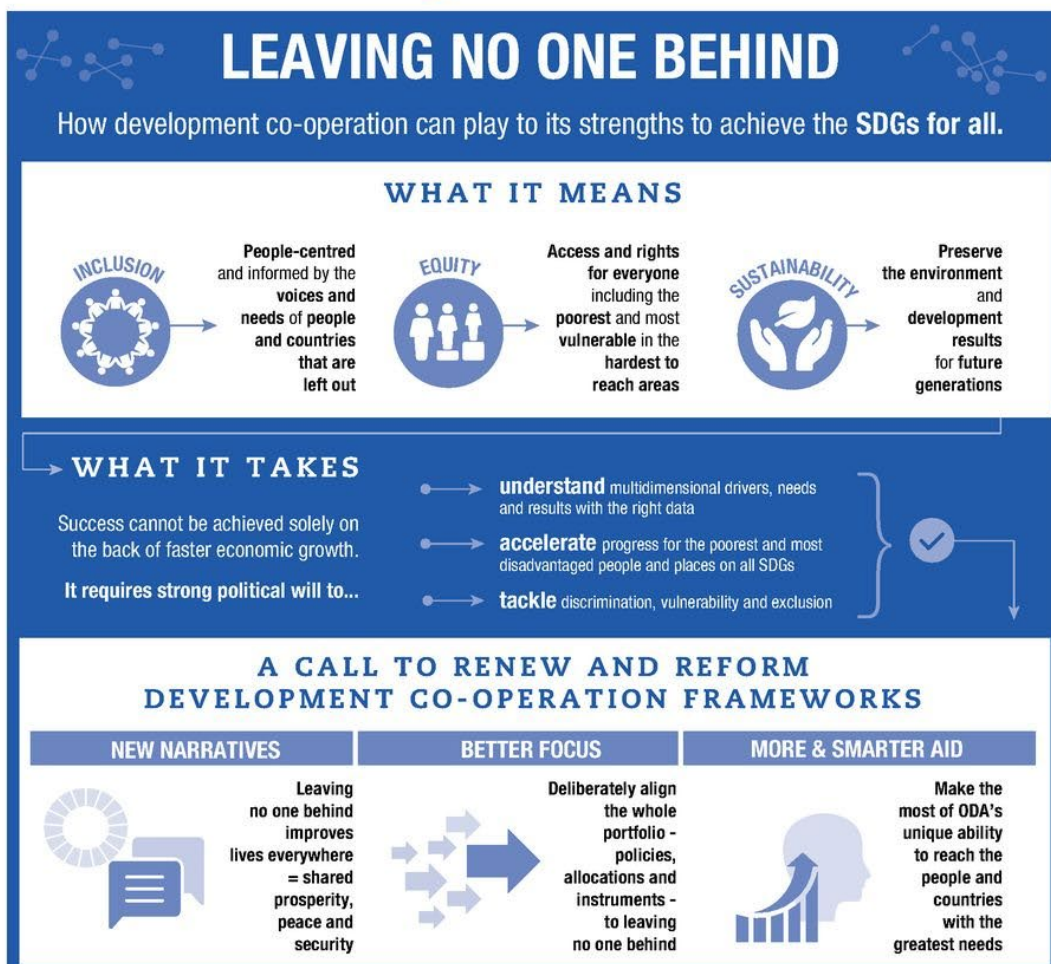 LEAVING NO ONE BEHIND
How development co-operation can play to its strengths to achieve the SDGs for all.
WHAT IT MEANS
INCLUSION
People-centred
and informed by the
voices and
needs of people
and countries
that are
left out
EQUITY
Access and rights
for everyone
including the
poorest and most
vulnerable in the
hardest to
reach areas
SUSTAINABILITY
Preserve
the environment
and
development
results
for future
generations
WHAT IT TAKES
Success cannot be achieved solely on
the back of faster economic growth.
It requires strong political will to...
understand multidimensional drivers, needs
and results with the right data
accelerate progress for the poorest and most
disadvantaged people and places on all SDGs
tackle discrimination, vulnerability and exclusion
A CALL TO RENEW AND REFORM
DEVELOPMENT CO-OPERATION FRAMEWORKS
NEW NARRATIVES
Leaving
no one behind
improves
lives everywhere
= shared
prosperity,
peace and
security
BETTER FOCUS
Deliberately align
the whole
portfolio -
policies,
allocations and
instruments -
to leaving
no one behind
MORE & SMARTER AID
Make the
most of ODA's
unique ability
to reach the
people and
countries
with the
greatest needs